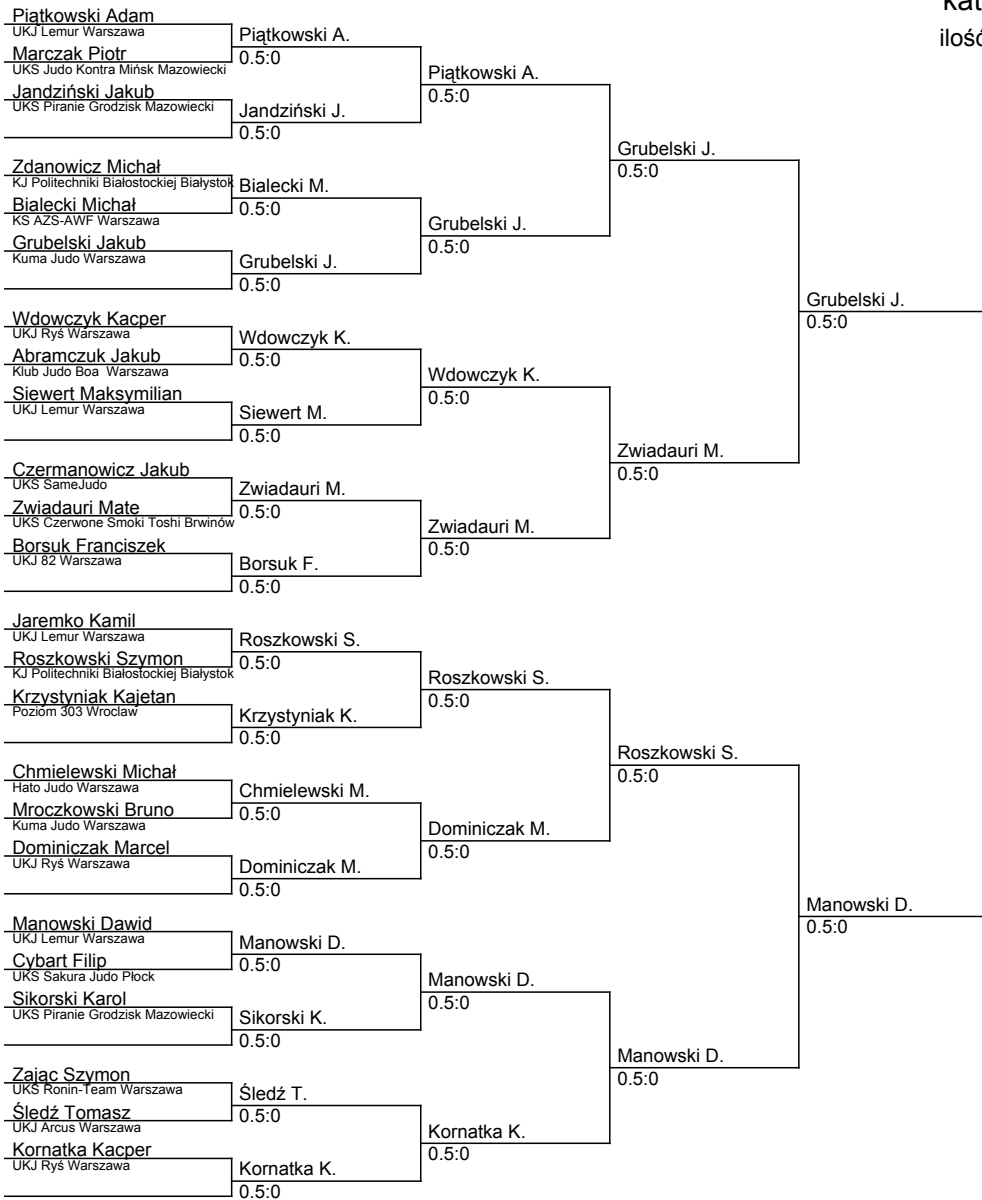 kat
ilość
Piątkowski Adam
UKJ Lemur Warszawa
Marczak Piotr
UKS Judo Kontra Mińsk Mazowiecki
Jandziński Jakub
UKS Piranie Grodzisk Mazowiecki
Zdanowicz Michał
KJ Politechniki Białostockiej Białystok
Bialecki Michał
KS AZS-AWF Warszawa
Grubelski Jakub
Kuma Judo Warszawa
Wdowczyk Kacper
UKJ Ryś Warszawa
Abramczuk Jakub
Klub Judo Boa Warszawa
Siewert Maksymilian
UKJ Lemur Warszawa
Czermanowicz Jakub
UKS SameJudo
Zwiadauri Mate
UKS Czerwone Smoki Toshi Brwinów
Borsuk Franciszek
UKJ 82 Warszawa
Jaremko Kamil
UKJ Lemur Warszawa
Roszkowski Szymon
KJ Politechniki Białostockiej Białystok
Krzystyniak Kajetan
Poziom 303 Wroclaw
Chmielewski Michał
Hato Judo Warszawa
Mroczkowski Bruno
Kuma Judo Warszawa
Dominiczak Marcel
UKJ Ryś Warszawa
Manowski Dawid
UKJ Lemur Warszawa
Cybart Filip
UKS Sakura Judo Płock
Sikorski Karol
UKS Piranie Grodzisk Mazowiecki
Zając Szymon
UKS Ronin-Team Warszawa
Śledź Tomasz
UKJ Arcus Warszawa
Kornatka Kacper
UKJ Ryś Warszawa
Piątkowski A.
0.5:0
Jandziński J.
0.5:0
Bialecki M.
0.5:0
Grubelski J.
0.5:0
Wdowczyk K.
0.5:0
Siewert M.
0.5:0
Zwiadauri M.
0.5:0
Borsuk F.
0.5:0
Roszkowski S.
0.5:0
Krzystyniak K.
0.5:0
Chmielewski M.
0.5:0
Dominiczak M.
0.5:0
Manowski D.
0.5:0
Sikorski K.
0.5:0
Śledź T.
0.5:0
Kornatka K.
0.5:0
Piątkowski A.
0.5:0
Grubelski J.
0.5:0
Wdowczyk K.
0.5:0
Zwiadauri M.
0.5:0
Roszkowski S.
0.5:0
Dominiczak M.
0.5:0
Manowski D.
0.5:0
Kornatka K.
0.5:0
Grubelski J.
0.5:0
Zwiadauri M.
0.5:0
Roszkowski S.
0.5:0
Manowski D.
0.5:0
Grubelski J.
0.5:0
Manowski D.
0.5:0